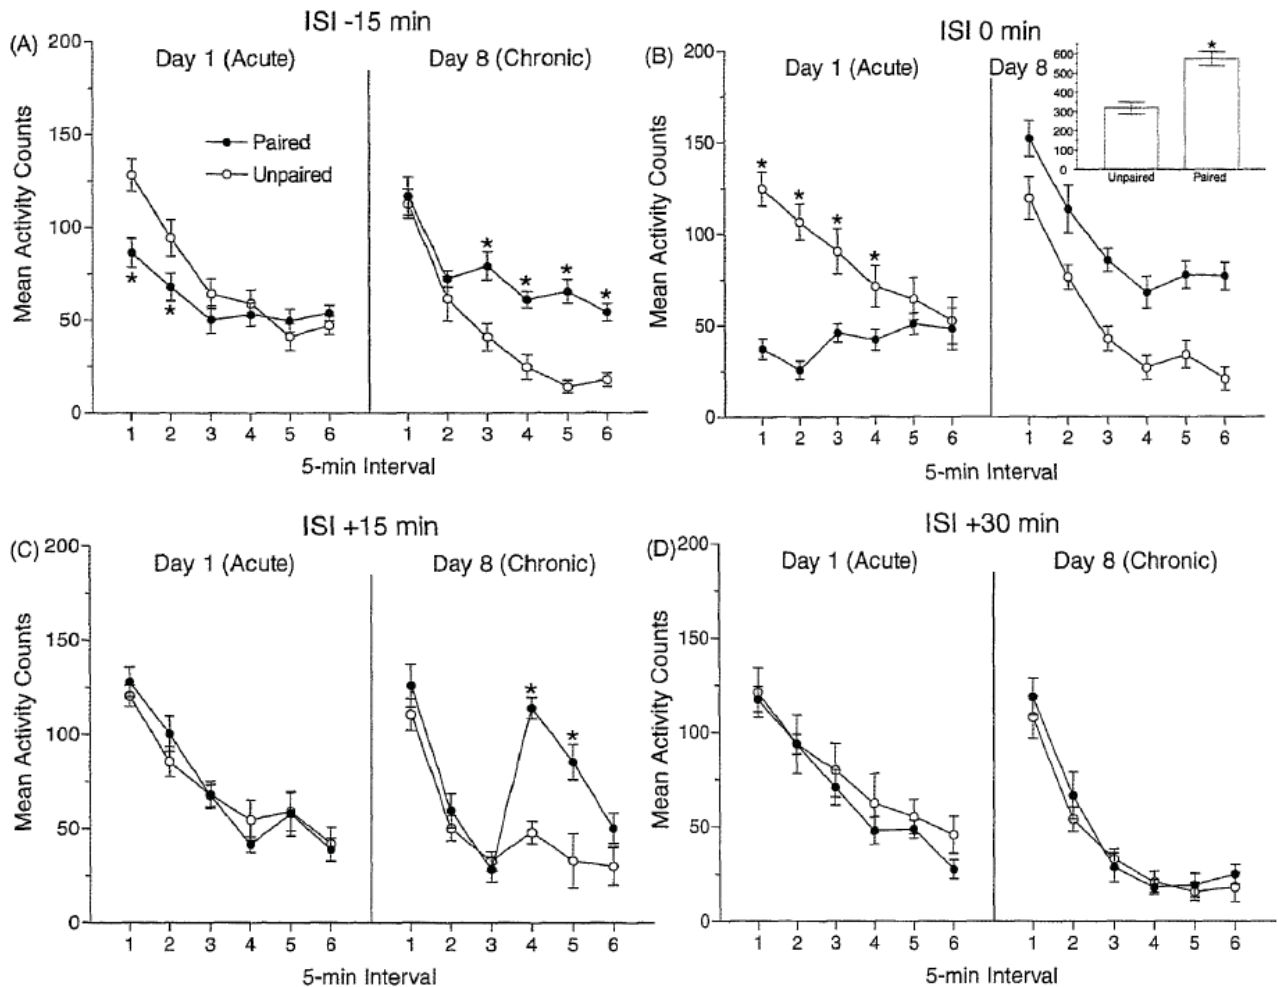 ISI -15 min
(A)
200
150
100
50
0
Mean Activity Counts
Day 1 (Acute)
Day 8 (Chronic)
Paired
Unpaired
*
*
*
*
*
*
1 2 3 4 5 6
1 2 3 4 5 6
5-min Interval
ISI 0 min
(B)
200
150
100
50
0
Mean Activity Counts
Day 1 (Acute)
Day 8
*
*
*
*
600
500
400
300
200
100
0
*
Unpaired
Paired
1 2 3 4 5 6
1 2 3 4 5 6
5-min Interval
ISI +15 min
(C)
200
150
100
50
0
Mean Activity Counts
Day 1 (Acute)
Day 8 (Chronic)
*
*
1 2 3 4 5 6
1 2 3 4 5 6
5-min Interval
ISI +30 min
(D)
200
150
100
50
0
Mean Activity Counts
Day 1 (Acute)
Day 8 (Chronic)
1 2 3 4 5 6
1 2 3 4 5 6
5-min Interval